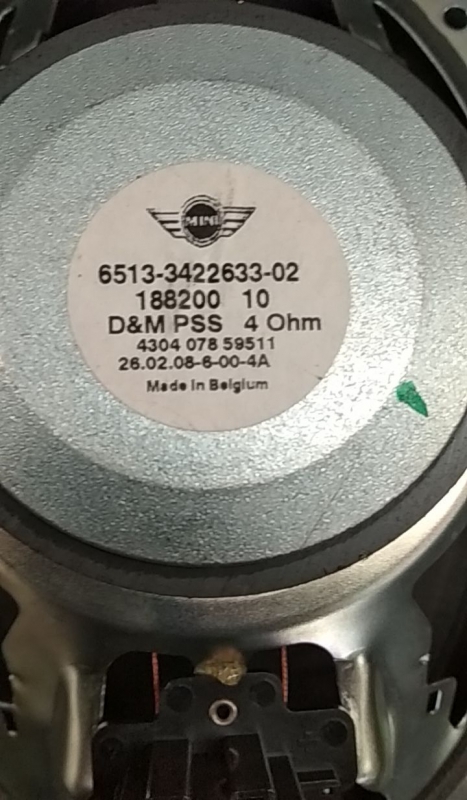 MINI
6513-3422633-02
188200 10
D&M PSS 4 Ohm
4304 078 59511
26.02.08-6-00-4A
Made In Belgium